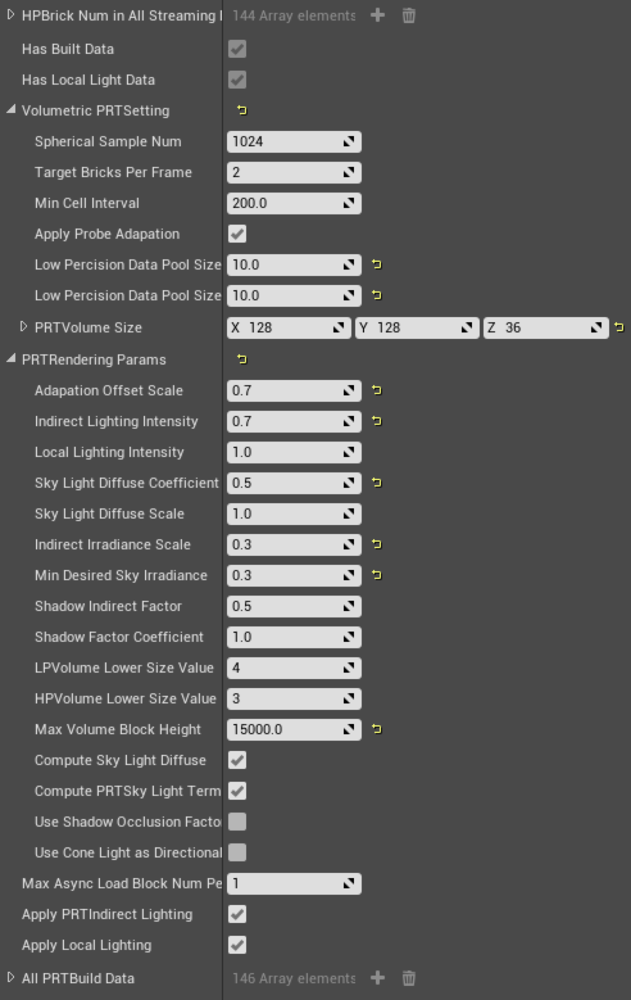 HPBrick Num in All Streaming 144 Array elements
Has Built Data
Has Local Light Data
Volumetric PRTSetting
Spherical Sample Num 1024
Target Bricks Per Frame 2
Min Cell Interval 200.0
Apply Probe Adapation
Low Percision Data Pool Size 10.0
Low Percision Data Pool Size 10.0
PRTVolume Size X 128 Y 128 Z 36
PRTRendering Params
Adapation Offset Scale 0.7
Indirect Lighting Intensity 0.7
Local Lighting Intensity 1.0
Sky Light Diffuse Coefficient 0.5
Sky Light Diffuse Scale 1.0
Indirect Irradiance Scale 0.3
Min Desired Sky Irradiance 0.3
Shadow Indirect Factor 0.5
Shadow Factor Coefficient 1.0
LPVolume Lower Size Value 4
HPVolume Lower Size Value 3
Max Volume Block Height 15000.0
Compute Sky Light Diffuse
Compute PRTSky Light Term
Use Shadow Occlusion Facto
Use Cone Light as Directional
Max Async Load Block Num Pe 1
Apply PRTIndirect Lighting
Apply Local Lighting
All PRTBuild Data 146 Array elements